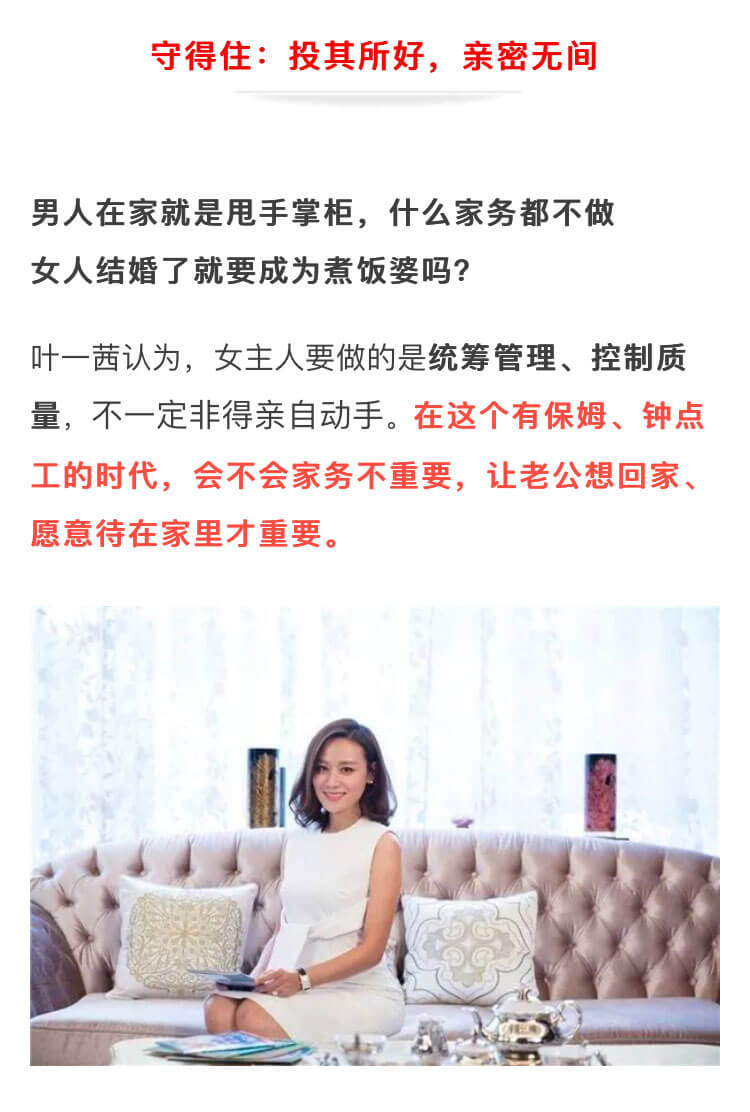 守得住：投其所好，亲密无间
男人在家就是甩手掌柜，什么家务都不做
女人结婚了就要成为煮饭婆吗?
叶一茜认为，女主人要做的是统筹管理、控制质
量，不一定非得亲自动手。在这个有保姆、钟点
工的时代，会不会家务不重要，让老公想回家、
愿意待在家里才重要。